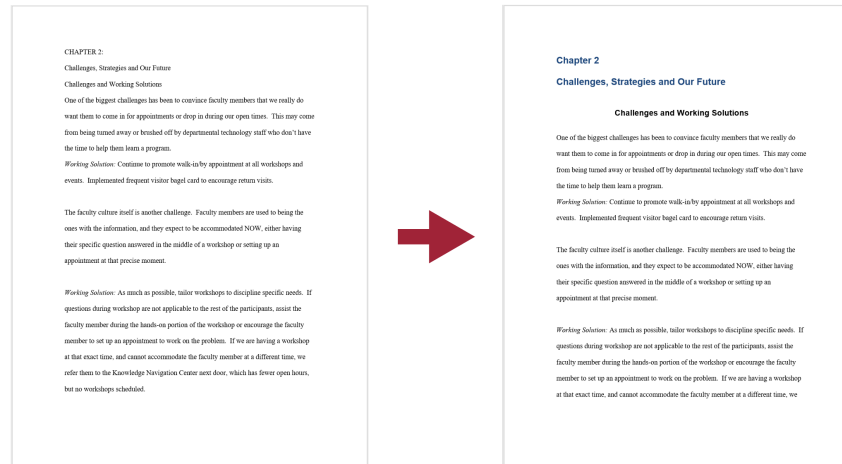 CHAPTER 2:
Challenges, Strategies and Our Future
Challenges and Working Solutions
One of the biggest challenges has been to convince faculty members that we really do
want them to come in for appointments or drop in during our open times.  This may come
from being turned away or brushed off by departmental technology staff who don't have
the time to help them learn a program.
Working Solution: Continue to promote walk-in/by appointment at all workshops and
events.  Implemented frequent visitor bagel card to encourage return visits.
The faculty culture itself is another challenge.  Faculty members are used to being the
ones with the information, and they expect to be accommodated NOW, either having
their specific question answered in the middle of a workshop or setting up an
appointment at that precise moment.
Working Solution: As much as possible, tailor workshops to discipline specific needs.  If
questions during workshop are not applicable to the rest of the participants, assist the
faculty member during the hands-on portion of the workshop or encourage the faculty
member to set up an appointment to work on the problem.  If we are having a workshop
at that exact time, and cannot accommodate the faculty member at a different time, we
refer them to the Knowledge Navigation Center next door, which has fewer open hours,
but no workshops scheduled.
Chapter 2
Challenges, Strategies and Our Future
Challenges and Working Solutions
One of the biggest challenges has been to convince faculty members that we really do
want them to come in for appointments or drop in during our open times.  This may come
from being turned away or brushed off by departmental technology staff who don't have
the time to help them learn a program.
Working Solution: Continue to promote walk-in/by appointment at all workshops and
events.  Implemented frequent visitor bagel card to encourage return visits.
The faculty culture itself is another challenge.  Faculty members are used to being the
ones with the information, and they expect to be accommodated NOW, either having
their specific question answered in the middle of a workshop or setting up an
appointment at that precise moment.
Working Solution: As much as possible, tailor workshops to discipline specific needs.  If
questions during workshop are not applicable to the rest of the participants, assist the
faculty member during the hands-on portion of the workshop or encourage the faculty
member to set up an appointment to work on the problem.  If we are having a workshop
at that exact time, and cannot accommodate the faculty member at a different time, we